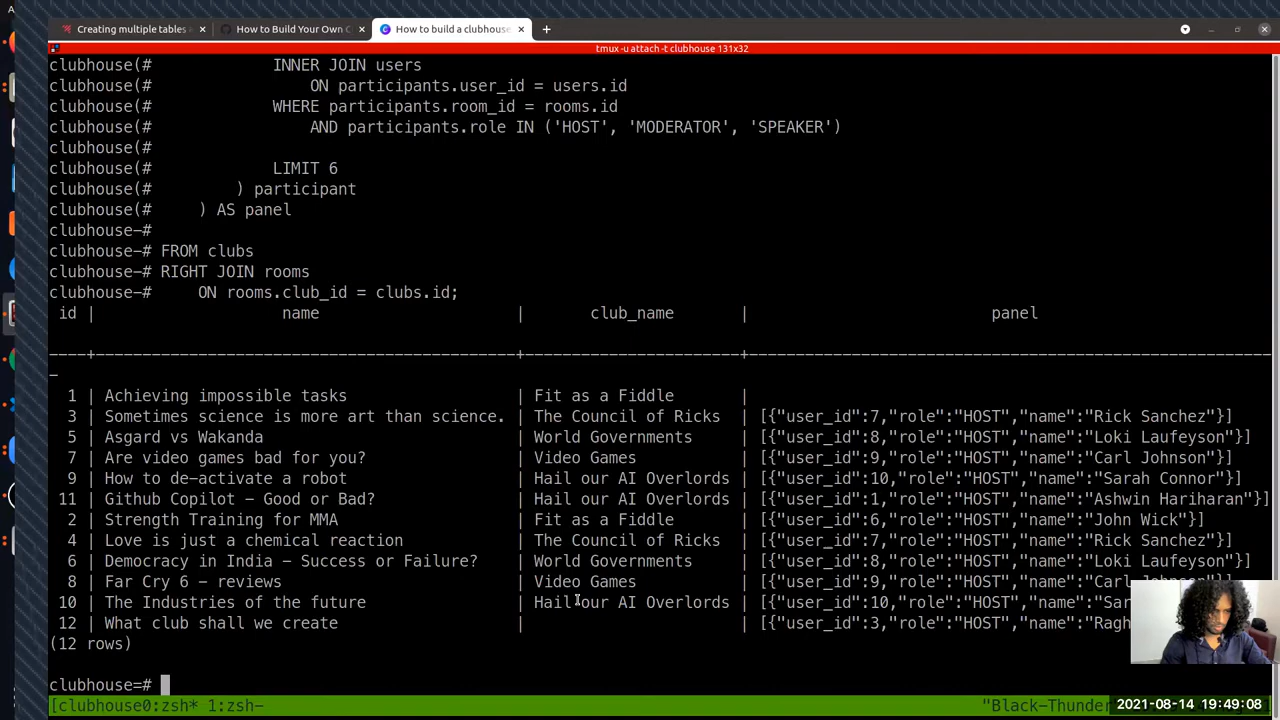 Creating multiple tables
How to Build Your Own C
How to build a clubhouse
tmux -u attach -t clubhouse 131x32
clubhouse(#             INNER JOIN users
clubhouse(#                 ON participants.user_id = users.id
clubhouse(#             WHERE participants.room_id = rooms.id
clubhouse(#                 AND participants.role IN ('HOST', 'MODERATOR', 'SPEAKER')
clubhouse(#
clubhouse(#             LIMIT 6
clubhouse(#         ) participant
clubhouse(#     ) AS panel
clubhouse-#
clubhouse-# FROM clubs
clubhouse-# RIGHT JOIN rooms
clubhouse-#     ON rooms.club_id = clubs.id;
id | name | club_name | panel
----+----------------------------------------------+-----------------------+--------------------------------------------------------
-
1 | Achieving impossible tasks | Fit as a Fiddle |
3 | Sometimes science is more art than science. | The Council of Ricks | [{"user_id":7,"role":"HOST","name":"Rick Sanchez"}]
5 | Asgard vs Wakanda | World Governments | [{"user_id":8,"role":"HOST","name":"Loki Laufeyson"}]
7 | Are video games bad for you? | Video Games | [{"user_id":9,"role":"HOST","name":"Carl Johnson"}]
9 | How to de-activate a robot | Hail our AI Overlords | [{"user_id":10,"role":"HOST","name":"Sarah Connor"}]
11 | Github Copilot - Good or Bad? | Hail our AI Overlords | [{"user_id":1,"role":"HOST","name":"Ashwin Hariharan"}]
2 | Strength Training for MMA | Fit as a Fiddle | [{"user_id":6,"role":"HOST","name":"John Wick"}]
4 | Love is just a chemical reaction | The Council of Ricks | [{"user_id":7,"role":"HOST","name":"Rick Sanchez"}]
6 | Democracy in India - Success or Failure? | World Governments | [{"user_id":8,"role":"HOST","name":"Loki Laufeyson"}]
8 | Far Cry 6 - reviews | Video Games | [{"user_id":9,"role":"HOST","name":"Carl Johnson"}]
10 | The Industries of the future | Hail our AI Overlords | [{"user_id":10,"role":"HOST","name":"Sar
12 | What club shall we create | | [{"user_id":3,"role":"HOST","name":"Ragh
(12 rows)
clubhouse=#
[clubhouse0:zsh* 1:zsh- "Black-Thunder
2021-08-14 19:49:08